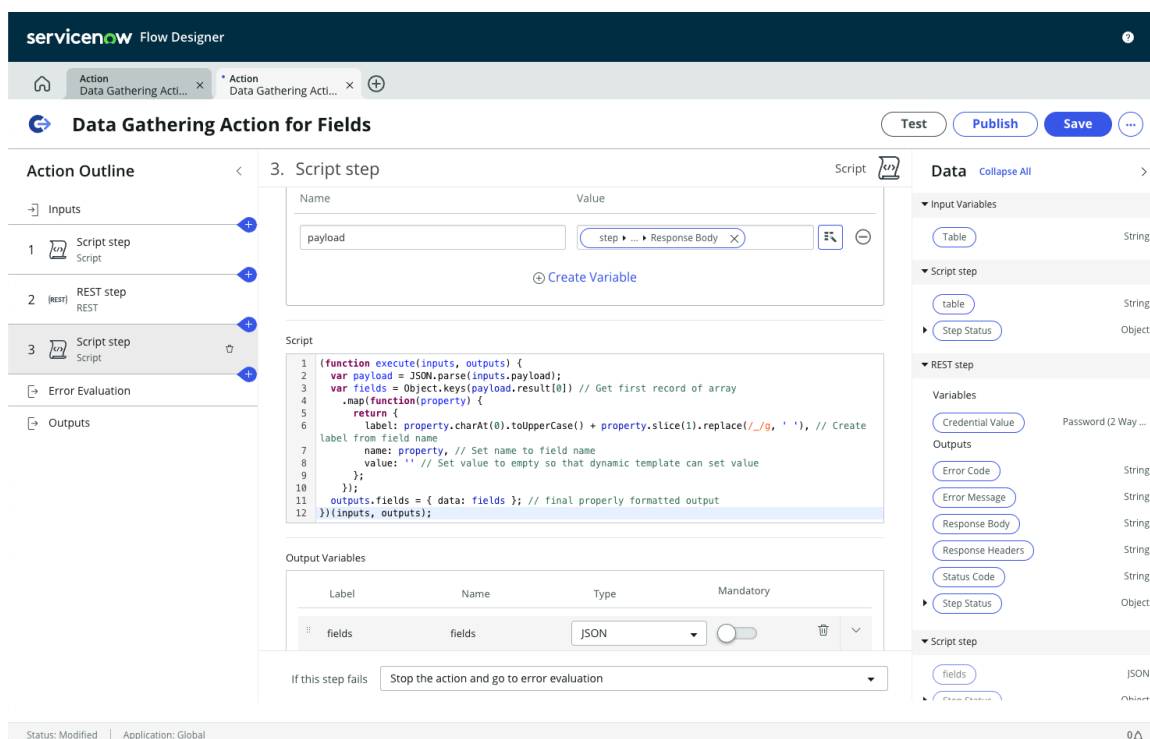 servicenow Flow Designer
Action
Data Gathering Acti...
Action
Data Gathering Acti...
Data Gathering Action for Fields
Test
Publish
Save
Action Outline
Inputs
1
Script step
Script
2
{REST}
REST step
REST
3
Script step
Script
Error Evaluation
Outputs
3. Script step
Script
Name Value
payload
step ▸ ... ▸ Response Body
Create Variable
Script
1 (function execute(inputs, outputs) {
2 var payload = JSON.parse(inputs.payload);
3 var fields = Object.keys(payload.result[0]) // Get first record of array
4 .map(function(property) {
5 return {
6 label: property.charAt(0).toUpperCase() + property.slice(1).replace(/_/g, ' '), // Create
label from field name
7 name: property, // Set name to field name
8 value: '' // Set value to empty so that dynamic template can set value
9 };
10 });
11 outputs.fields = { data: fields }; // final properly formatted output
12 })(inputs, outputs);
Output Variables
Label Name Type Mandatory
fields fields JSON
If this step fails Stop the action and go to error evaluation
Data Collapse All
Input Variables
Table String
Script step
table String
Step Status Object
REST step
Variables
Credential Value Password (2 Way ...
Outputs
Error Code String
Error Message String
Response Body String
Response Headers String
Status Code String
Step Status Object
Script step
fields JSON
Step Status Object
Status: Modified Application: Global
0